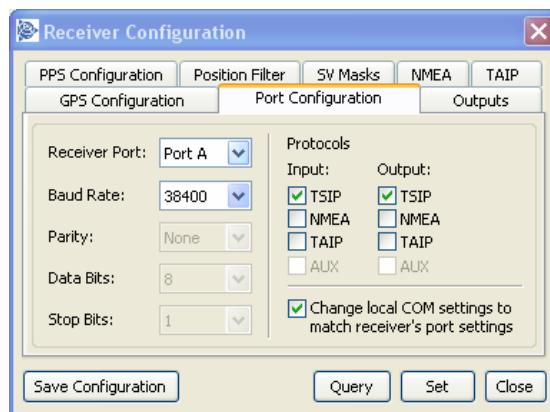 Receiver Configuration
PPS Configuration Position Filter SV Masks NMEA TAIP
GPS Configuration Port Configuration Outputs
Receiver Port: Port A
Baud Rate: 38400
Parity: None
Data Bits: 8
Stop Bits: 1
Protocols
Input: Output:
TSIP TSIP
NMEA NMEA
TAIP TAIP
AUX AUX
Change local COM settings to
match receiver's port settings
Save Configuration Query Set Close